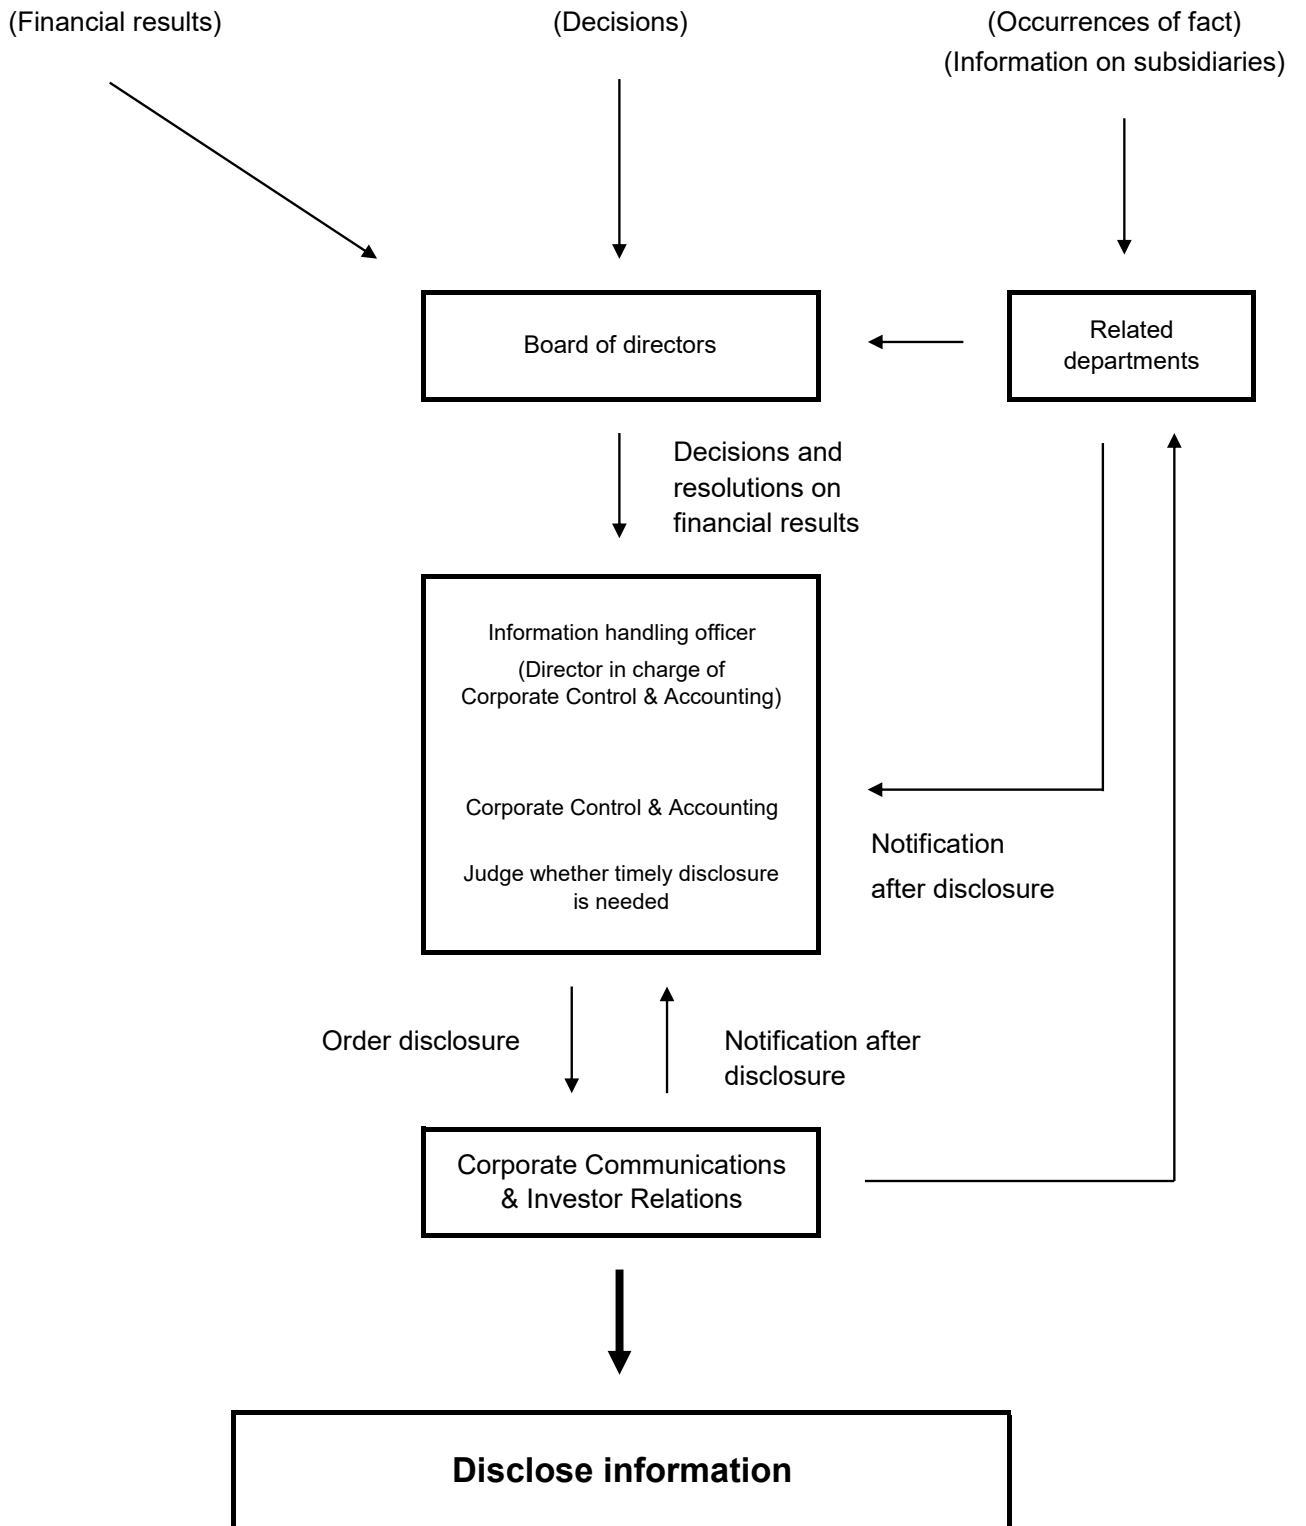 (Financial results)
(Decisions)
(Occurrences of fact)
(Information on subsidiaries)
Board of directors
Related
departments
Decisions and
resolutions on
financial results
Information handling officer
(Director in charge of
Corporate Control & Accounting)
Corporate Control & Accounting
Judge whether timely disclosure
is needed
Notification
after disclosure
Order disclosure
Notification after
disclosure
Corporate Communications
& Investor Relations
Disclose information